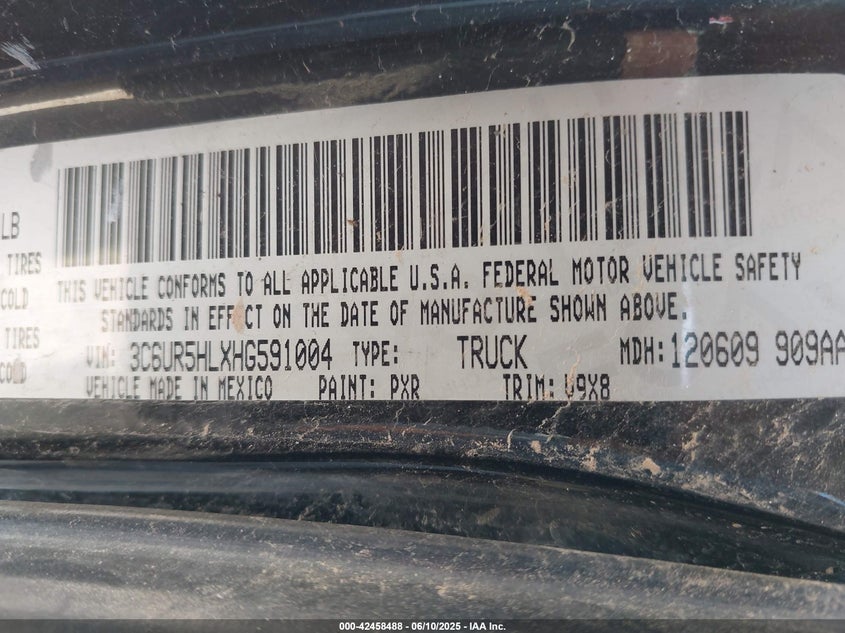 LB
TIRES
COLD
TIRES
COLD
THIS VEHICLE CONFORMS TO ALL APPLICABLE U.S.A. FEDERAL MOTOR VEHICLE SAFETY
STANDARDS IN EFFECT ON THE DATE OF MANUFACTURE SHOWN ABOVE.
VIN: 3C6UR5HLXHG591004 TYPE: TRUCK MDH:120609 909AA
VEHICLE MADE IN MEXICO PAINT: PXR TRIM: V9X8
000-42458488 - 06/10/2025 - IAA Inc.